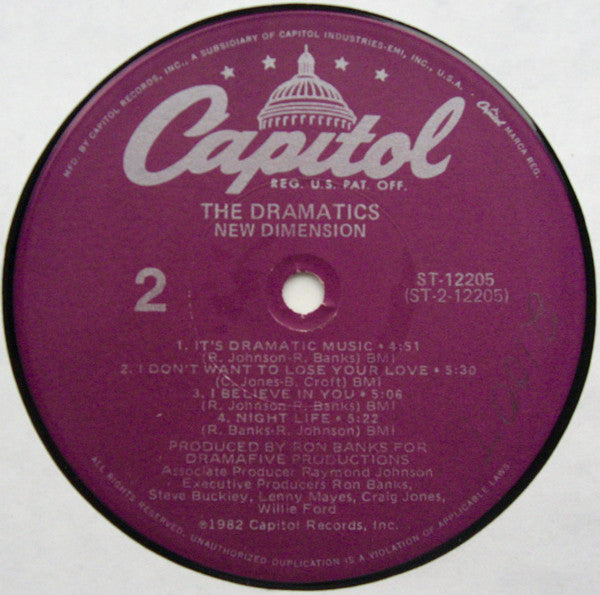 MFD. BY CAPITOL RECORDS, INC., A SUBSIDIARY OF CAPITOL INDUSTRIES-EMI, INC., U.S.A.
Capitol MARCA REG.
Capitol
REG. U.S. PAT. OFF.
THE DRAMATICS
NEW DIMENSION
2
ST-12205
(ST-2-12205)
1. IT'S DRAMATIC MUSIC • 4:51
(R. Johnson-R. Banks) BMI
2. I DON'T WANT TO LOSE YOUR LOVE • 5:30
(C. Jones-B. Croft) BMI
3. I BELIEVE IN YOU • 5:06
(R. Johnson-R. Banks) BMI
4. NIGHT LIFE • 5:22
(R. Banks-R. Johnson) BMI
PRODUCED BY RON BANKS FOR
DRAMAFIVE PRODUCTIONS
Associate Producer Raymond Johnson
Executive Producers Ron Banks,
Steve Buckley, Lenny Mayes, Craig Jones,
Willie Ford
℗1982 Capitol Records, Inc.
ALL RIGHTS RESERVED. UNAUTHORIZED DUPLICATION IS A VIOLATION OF APPLICABLE LAWS